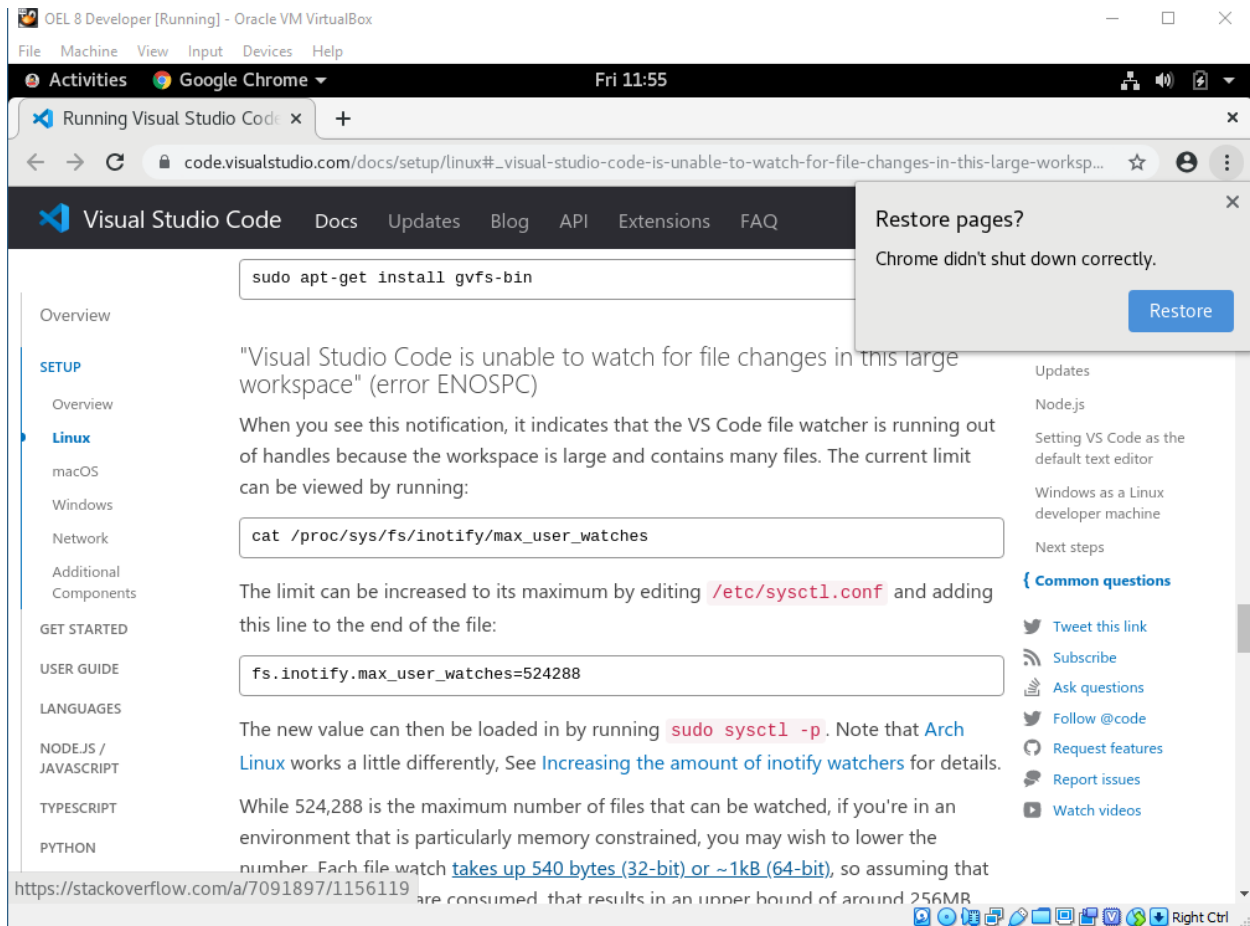 OEL 8 Developer [Running] - Oracle VM VirtualBox
File Machine View Input Devices Help
Activities Google Chrome Fri 11:55
Running Visual Studio Code
code.visualstudio.com/docs/setup/linux#_visual-studio-code-is-unable-to-watch-for-file-changes-in-this-large-worksp...
Visual Studio Code Docs Updates Blog API Extensions FAQ
Restore pages?
Chrome didn't shut down correctly.
Restore
Overview
SETUP
Overview
Linux
macOS
Windows
Network
Additional
Components
GET STARTED
USER GUIDE
LANGUAGES
NODE.JS /
JAVASCRIPT
TYPESCRIPT
PYTHON
sudo apt-get install gvfs-bin
"Visual Studio Code is unable to watch for file changes in this large
workspace" (error ENOSPC)
When you see this notification, it indicates that the VS Code file watcher is running out
of handles because the workspace is large and contains many files. The current limit
can be viewed by running:
cat /proc/sys/fs/inotify/max_user_watches
The limit can be increased to its maximum by editing /etc/sysctl.conf and adding
this line to the end of the file:
fs.inotify.max_user_watches=524288
The new value can then be loaded in by running sudo sysctl -p. Note that Arch
Linux works a little differently, See Increasing the amount of inotify watchers for details.
While 524,288 is the maximum number of files that can be watched, if you're in an
environment that is particularly memory constrained, you may wish to lower the
number. Each file watch takes up 540 bytes (32-bit) or ~1kB (64-bit), so assuming that
are consumed, that results in an upper bound of around 256MB
Updates
Node.js
Setting VS Code as the
default text editor
Windows as a Linux
developer machine
Next steps
Common questions
Tweet this link
Subscribe
Ask questions
Follow @code
Request features
Report issues
Watch videos
https://stackoverflow.com/a/7091897/1156119
Right Ctrl